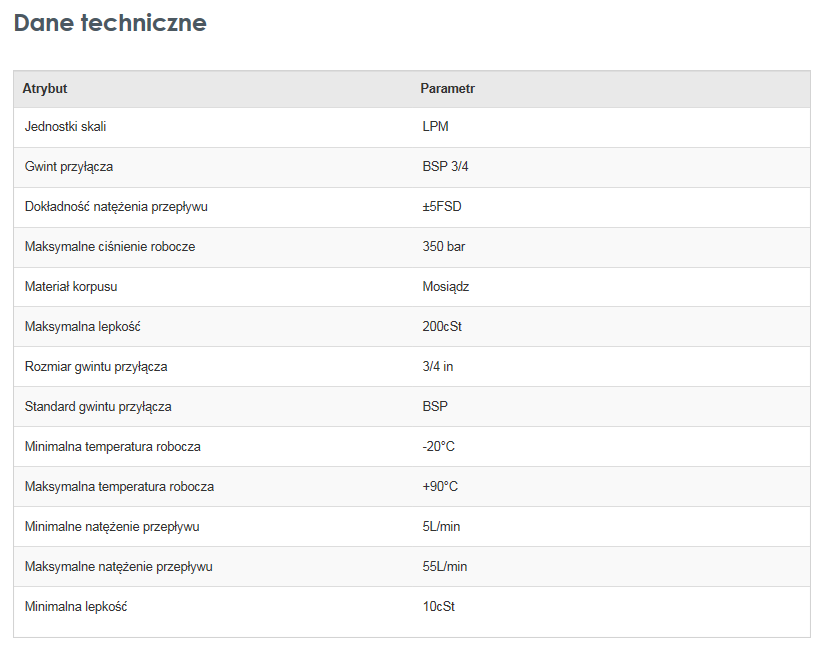 Dane techniczne
Atrybut Parametr
Jednostki skali LPM
Gwint przyłącza BSP 3/4
Dokładność natężenia przepływu ±5FSD
Maksymalne ciśnienie robocze 350 bar
Materiał korpusu Mosiądz
Maksymalna lepkość 200cSt
Rozmiar gwintu przyłącza 3/4 in
Standard gwintu przyłącza BSP
Minimalna temperatura robocza -20°C
Maksymalna temperatura robocza +90°C
Minimalne natężenie przepływu 5L/min
Maksymalne natężenie przepływu 55L/min
Minimalna lepkość 10cSt